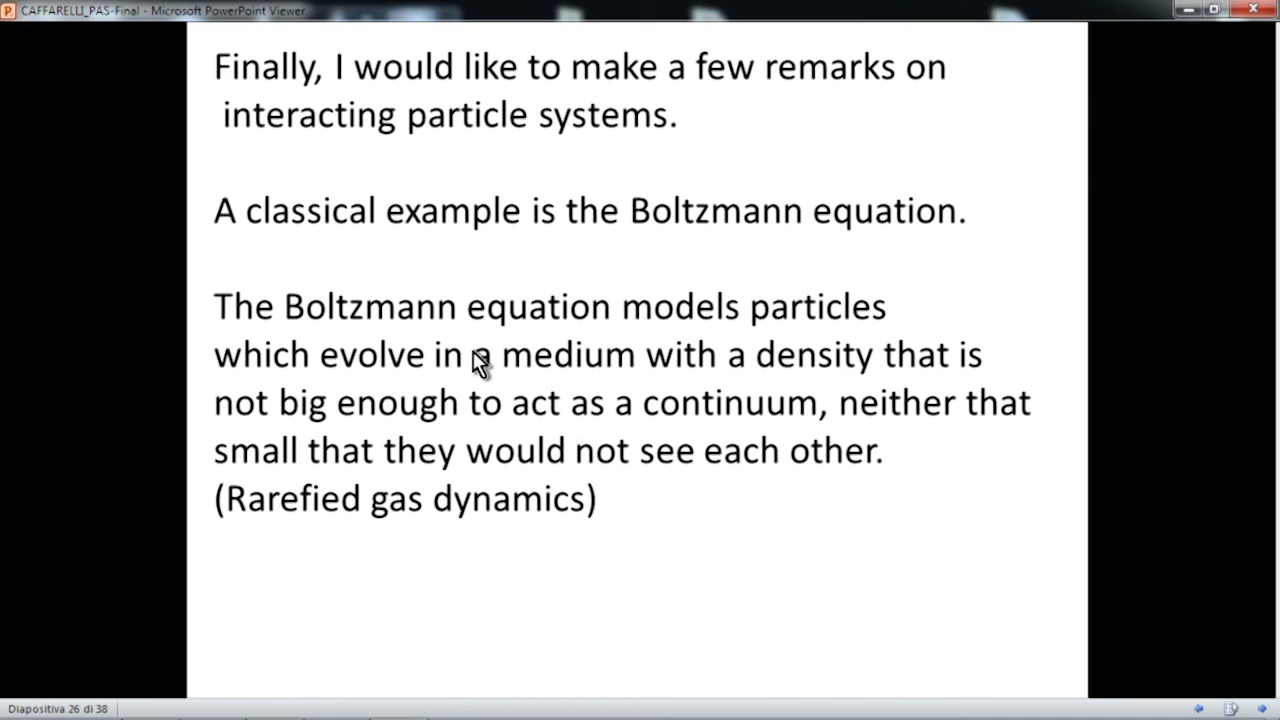 CAFFARELLI_PAS-Final - Microsoft PowerPoint Viewer
Finally, I would like to make a few remarks on
interacting particle systems.
A classical example is the Boltzmann equation.
The Boltzmann equation models particles
which evolve in a medium with a density that is
not big enough to act as a continuum, neither that
small that they would not see each other.
(Rarefied gas dynamics)
Diapositiva 26 di 38